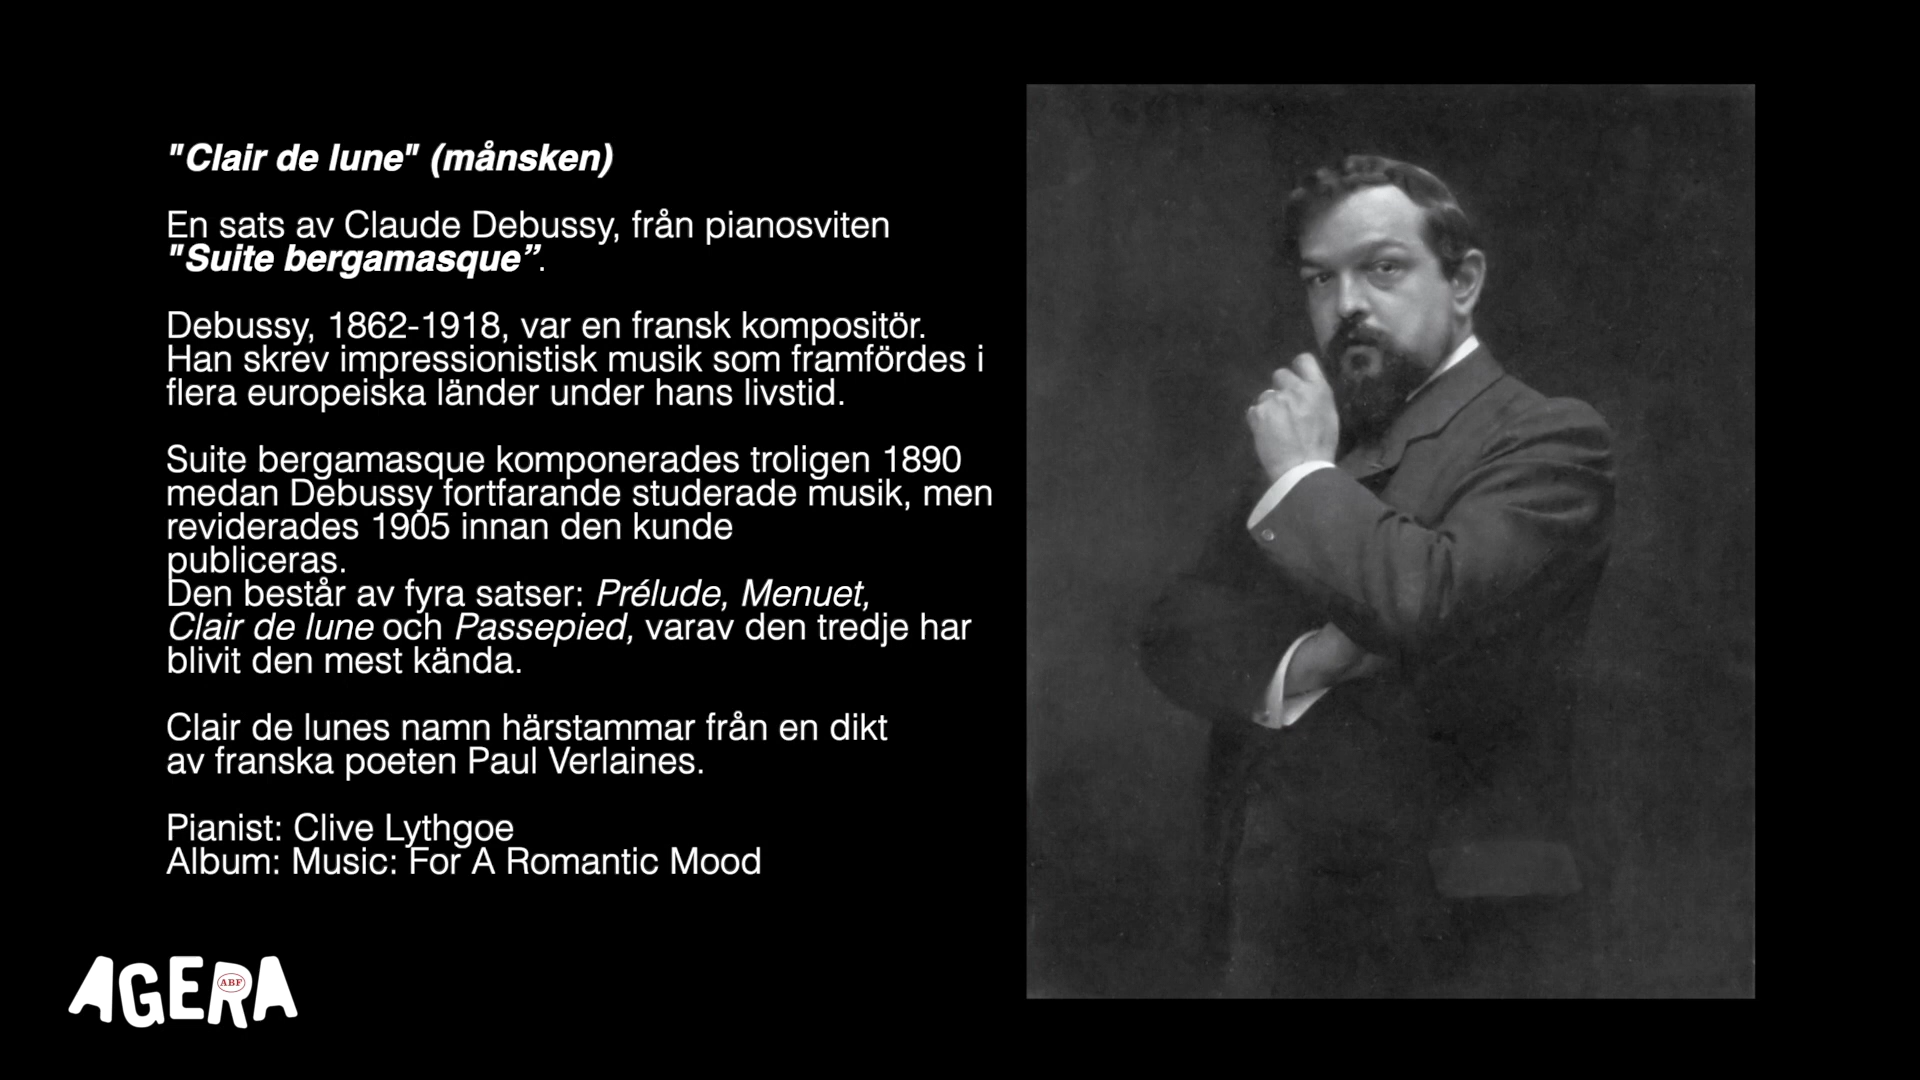 "Clair de lune" (månsken)
En sats av Claude Debussy, från pianosviten
"Suite bergamasque”.
Debussy, 1862-1918, var en fransk kompositör.
Han skrev impressionistisk musik som framfördes i
flera europeiska länder under hans livstid.
Suite bergamasque komponerades troligen 1890
medan Debussy fortfarande studerade musik, men
reviderades 1905 innan den kunde
publiceras.
Den består av fyra satser: Prélude, Menuet,
Clair de lune och Passepied, varav den tredje har
blivit den mest kända.
Clair de lunes namn härstammar från en dikt
av franska poeten Paul Verlaines.
Pianist: Clive Lythgoe
Album: Music: For A Romantic Mood
AGERA
ABF